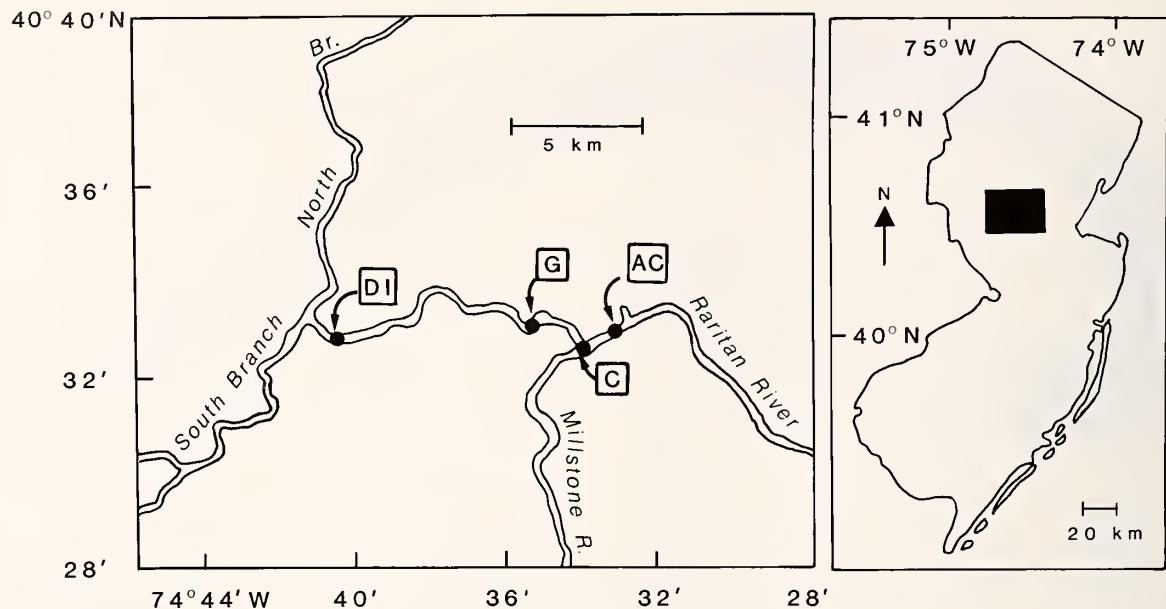 40° 40'N
36'
32'
28'
74°44'W
40'
36'
32'
28'
North
Br.
South Branch
Millstone R.
Raritan River
DI
G
AC
C
5 km
75°W
74°W
41°N
40°N
N
20 km